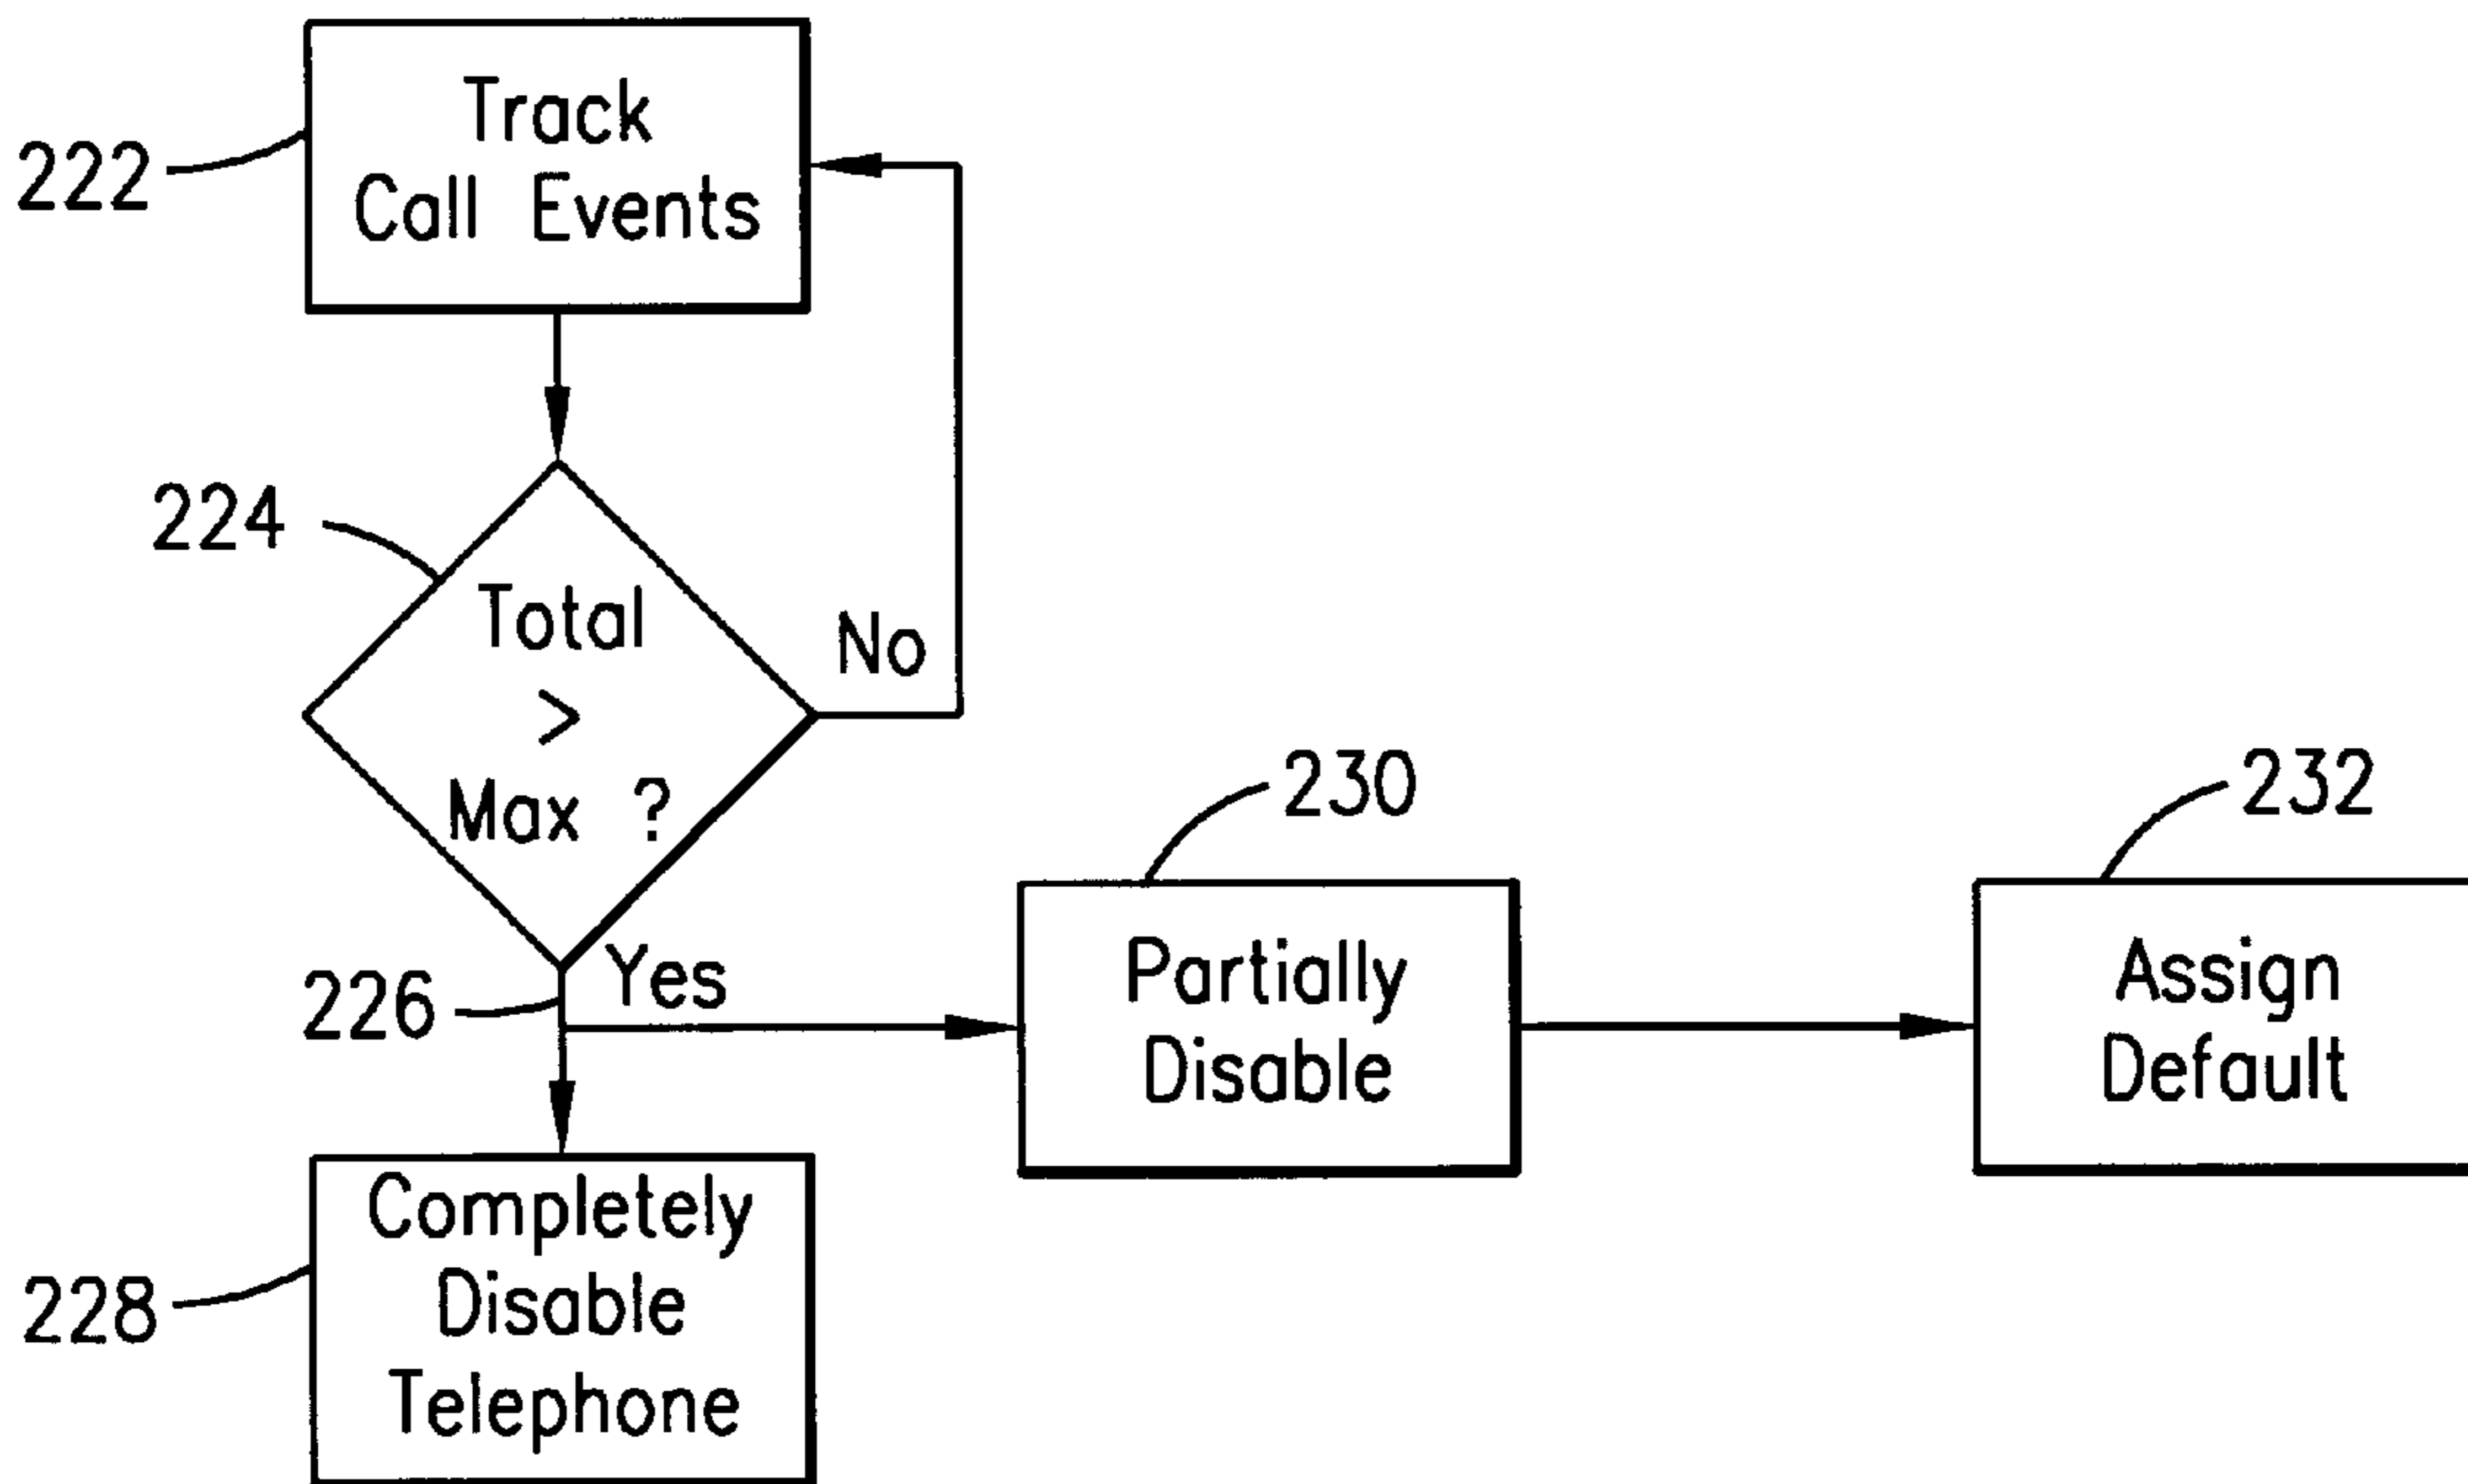 222
Track
Call Events
224
Total
>
Max ?
No
226
Yes
230
Partially
Disable
232
Assign
Default
228
Completely
Disable
Telephone